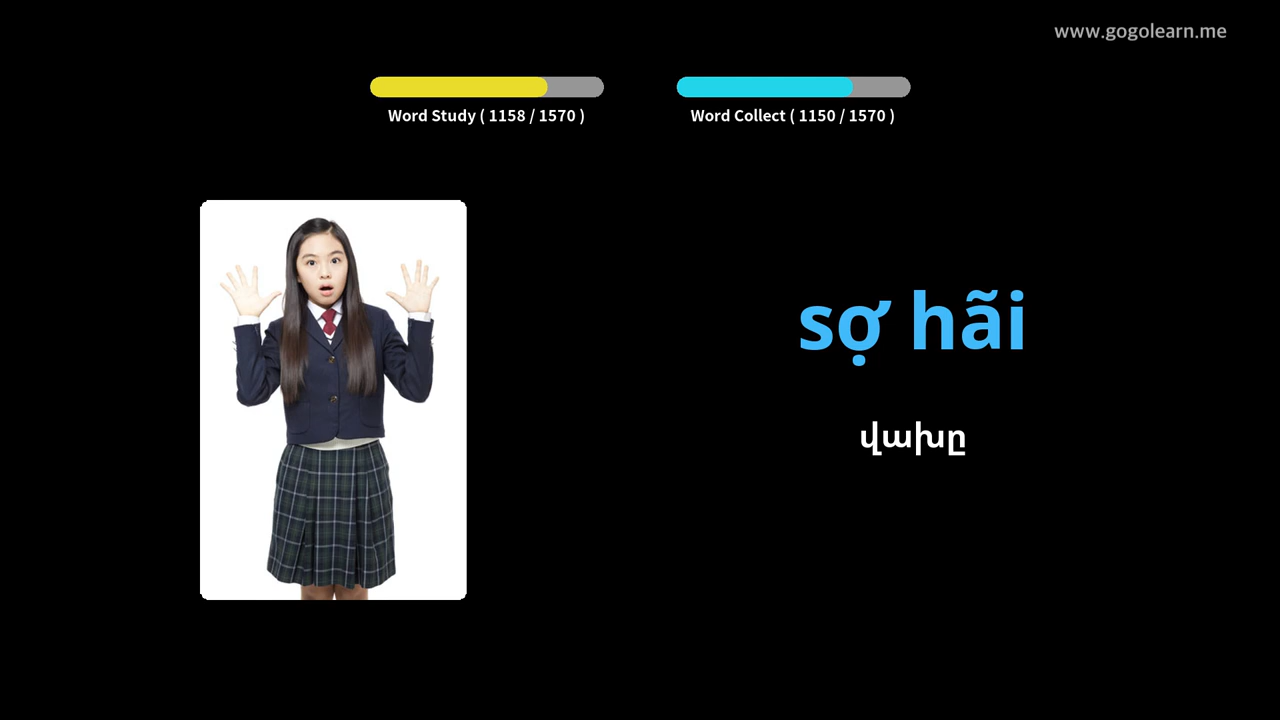 www.gogolearn.me
Word Study ( 1158 / 1570 )
Word Collect ( 1150 / 1570 )
sợ hãi
վախը